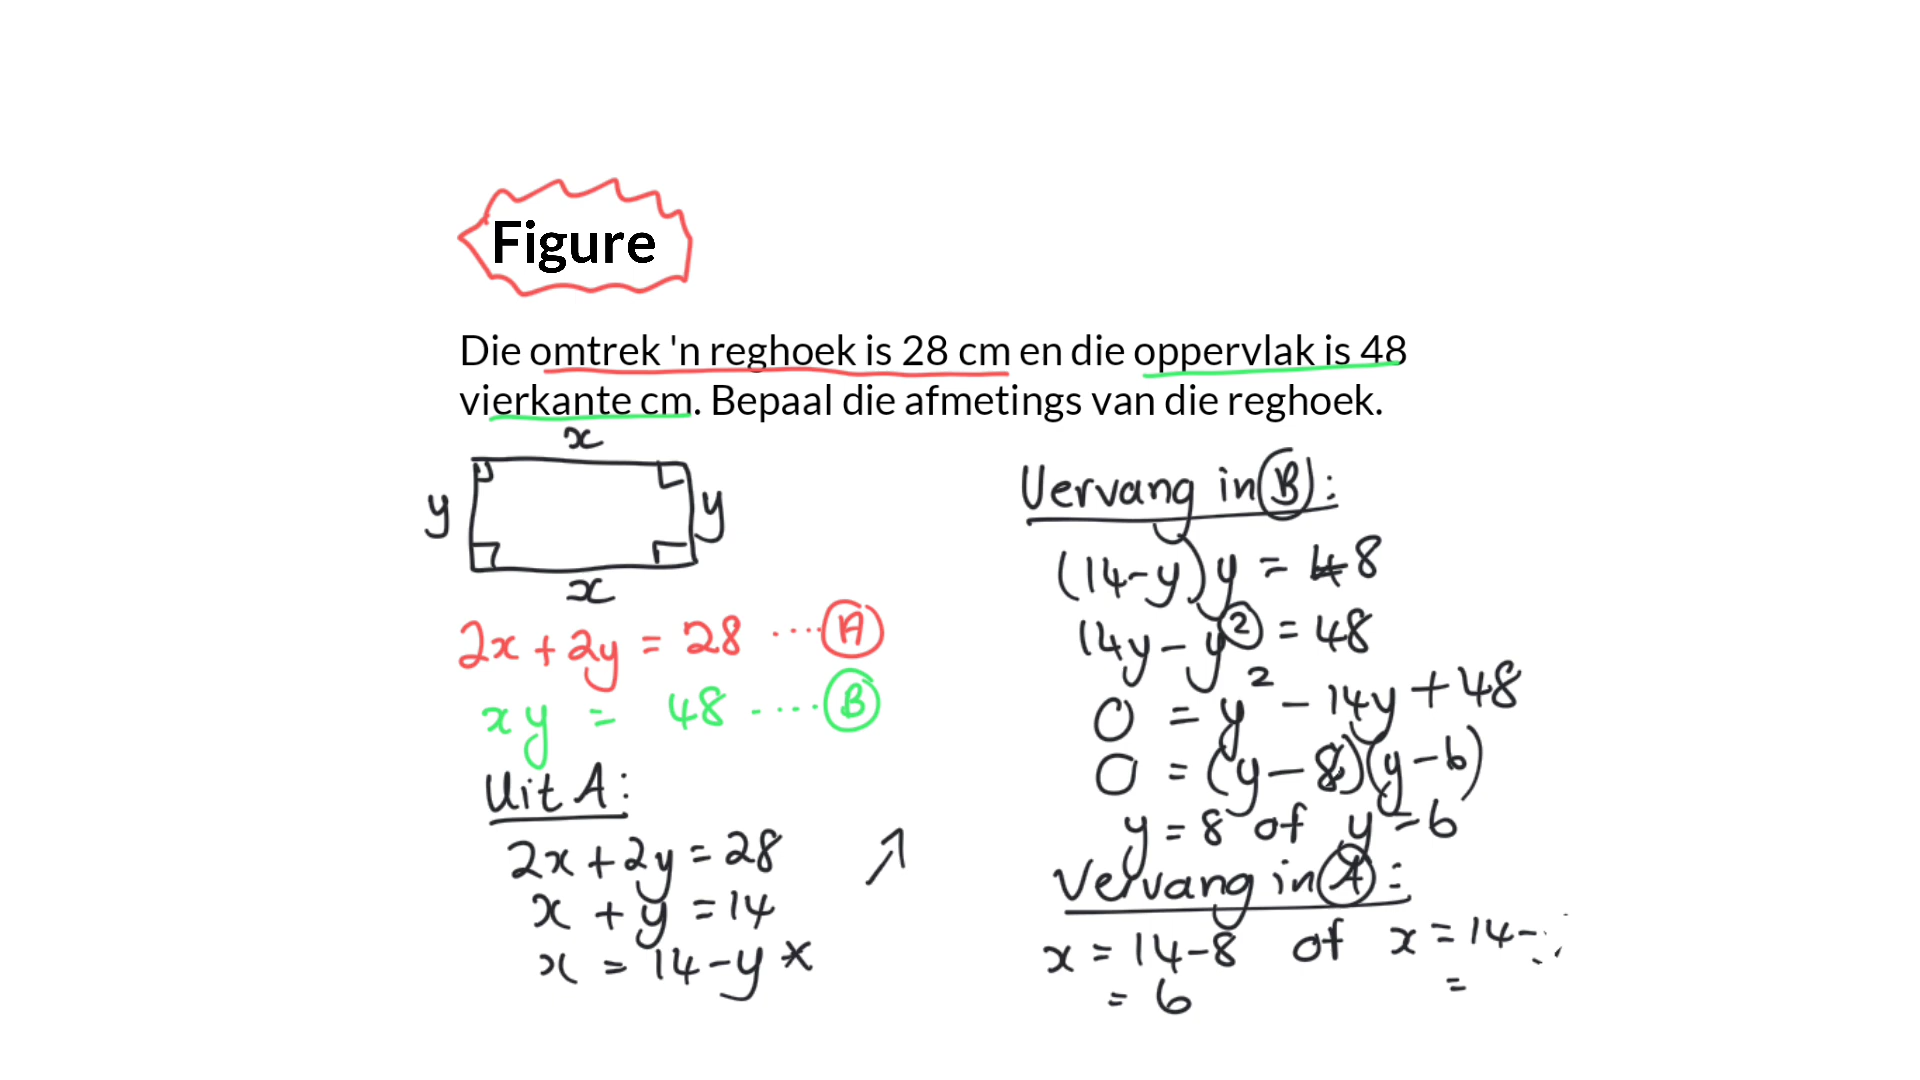 Figure
Die omtrek 'n reghoek is 28 cm en die oppervlak is 48
vierkante cm. Bepaal die afmetings van die reghoek.
x
y
y
x
2x + 2y = 28 ....(A)
xy = 48 ....(B)
Uit A:
2x + 2y = 28
x + y = 14
x = 14 - y *
Vervang in (B):
(14-y)y = 48
14y - y² = 48
0 = y² - 14y + 48
0 = (y - 8)(y - 6)
y = 8 of y = 6
Vervang in (A):
x = 14 - 8 of x = 14 -
= 6 =